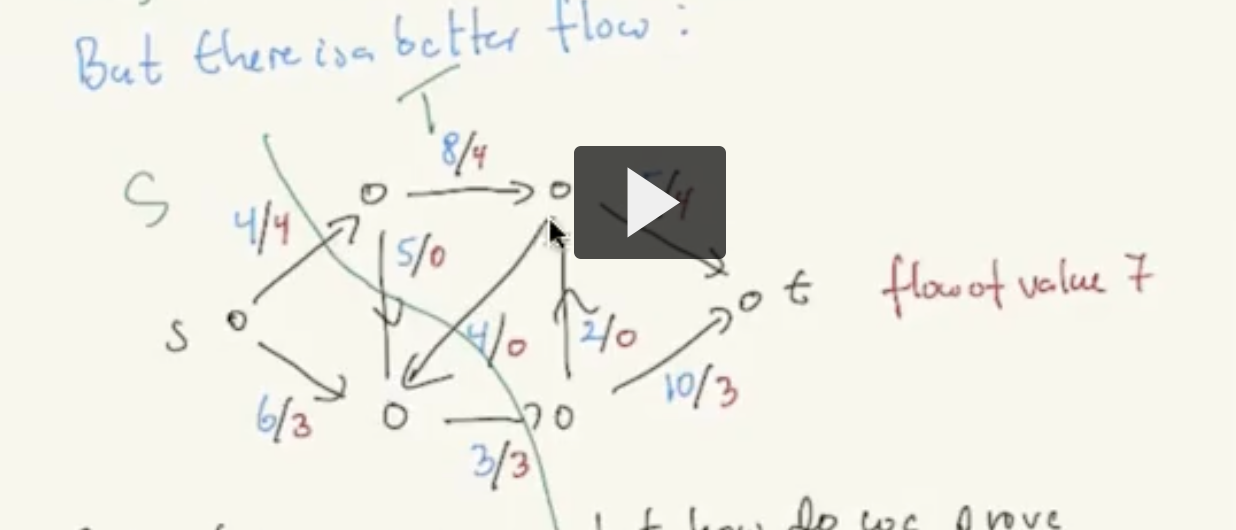 But there is a better flow :
T
S
8/4
/4
4/4
5/0
s
t
flow of value 7
4/0
2/0
6/3
10/3
3/3
how do we prove